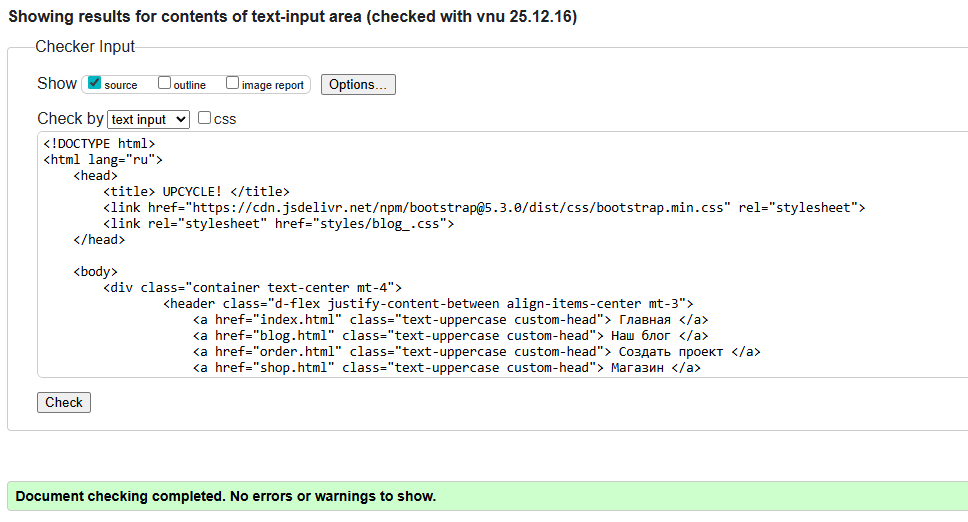 Showing results for contents of text-input area (checked with vnu 25.12.16)
Checker Input
Show source outline image report Options...
Check by text input css
<!DOCTYPE html>
<html lang="ru">
    <head>
        <title> UPCYCLE! </title>
        <link href="https://cdn.jsdelivr.net/npm/bootstrap@5.3.0/dist/css/bootstrap.min.css" rel="stylesheet">
        <link rel="stylesheet" href="styles/blog_.css">
    </head>

    <body>
        <div class="container text-center mt-4">
                <header class="d-flex justify-content-between align-items-center mt-3">
                    <a href="index.html" class="text-uppercase custom-head"> Главная </a>
                    <a href="blog.html" class="text-uppercase custom-head"> Наш блог </a>
                    <a href="order.html" class="text-uppercase custom-head"> Создать проект </a>
                    <a href="shop.html" class="text-uppercase custom-head"> Магазин </a>
Check
Document checking completed. No errors or warnings to show.